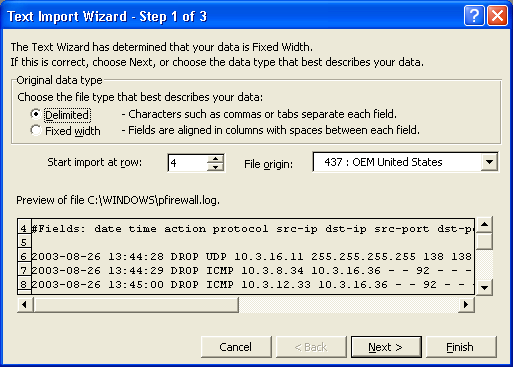 Text Import Wizard - Step 1 of 3
The Text Wizard has determined that your data is Fixed Width.
If this is correct, choose Next, or choose the data type that best describes your data.
Original data type
Choose the file type that best describes your data:
Delimited - Characters such as commas or tabs separate each field.
Fixed width - Fields are aligned in columns with spaces between each field.
Start import at row: 4 File origin: 437 : OEM United States
Preview of file C:\WINDOWS\pfirewall.log.
4 #Fields: date time action protocol src-ip dst-ip src-port dst-po
5
6 2003-08-26 13:44:28 DROP UDP 10.3.16.11 255.255.255.255 138 138
7 2003-08-26 13:44:29 DROP ICMP 10.3.8.34 10.3.16.36 - - 92 - - -
8 2003-08-26 13:45:00 DROP ICMP 10.3.12.33 10.3.16.36 - - 92 - - -
Cancel < Back Next > Finish